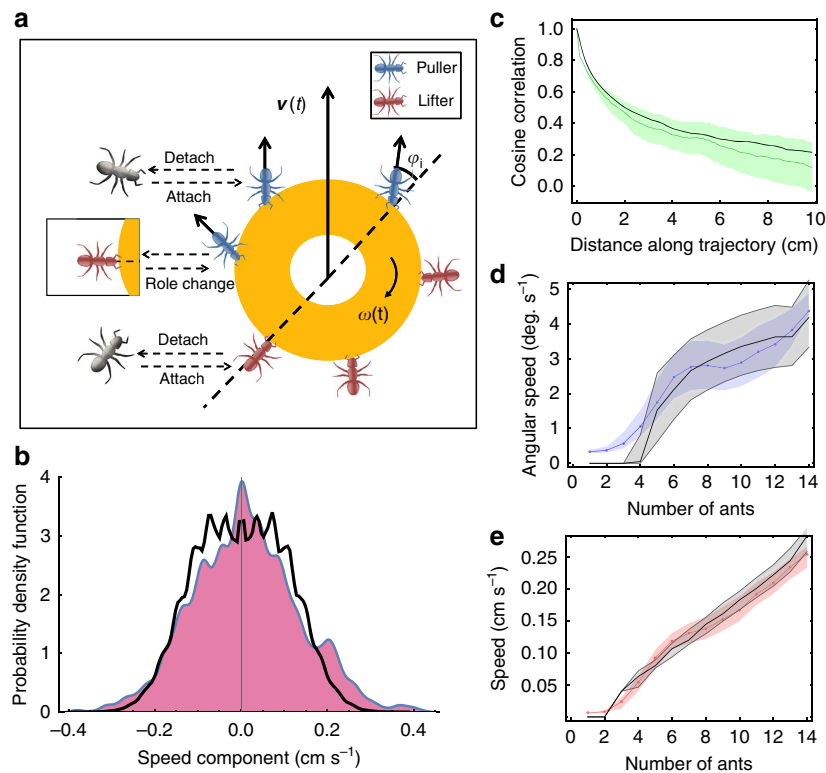 a
Puller
Lifter
v(t)
φi
Detach
Attach
Role change
ω(t)
Detach
Attach
b
Probability density function
4
3
2
1
0
−0.4
−0.2
0.0
0.2
0.4
Speed component (cm s−1)
c
Cosine correlation
1.0
0.8
0.6
0.4
0.2
0.0
0
2
4
6
8
10
Distance along trajectory (cm)
d
Angular speed (deg. s−1)
5
4
3
2
1
0
0
2
4
6
8
10
12
14
Number of ants
e
Speed (cm s−1)
0.25
0.20
0.15
0.10
0.05
0
2
4
6
8
10
12
14
Number of ants